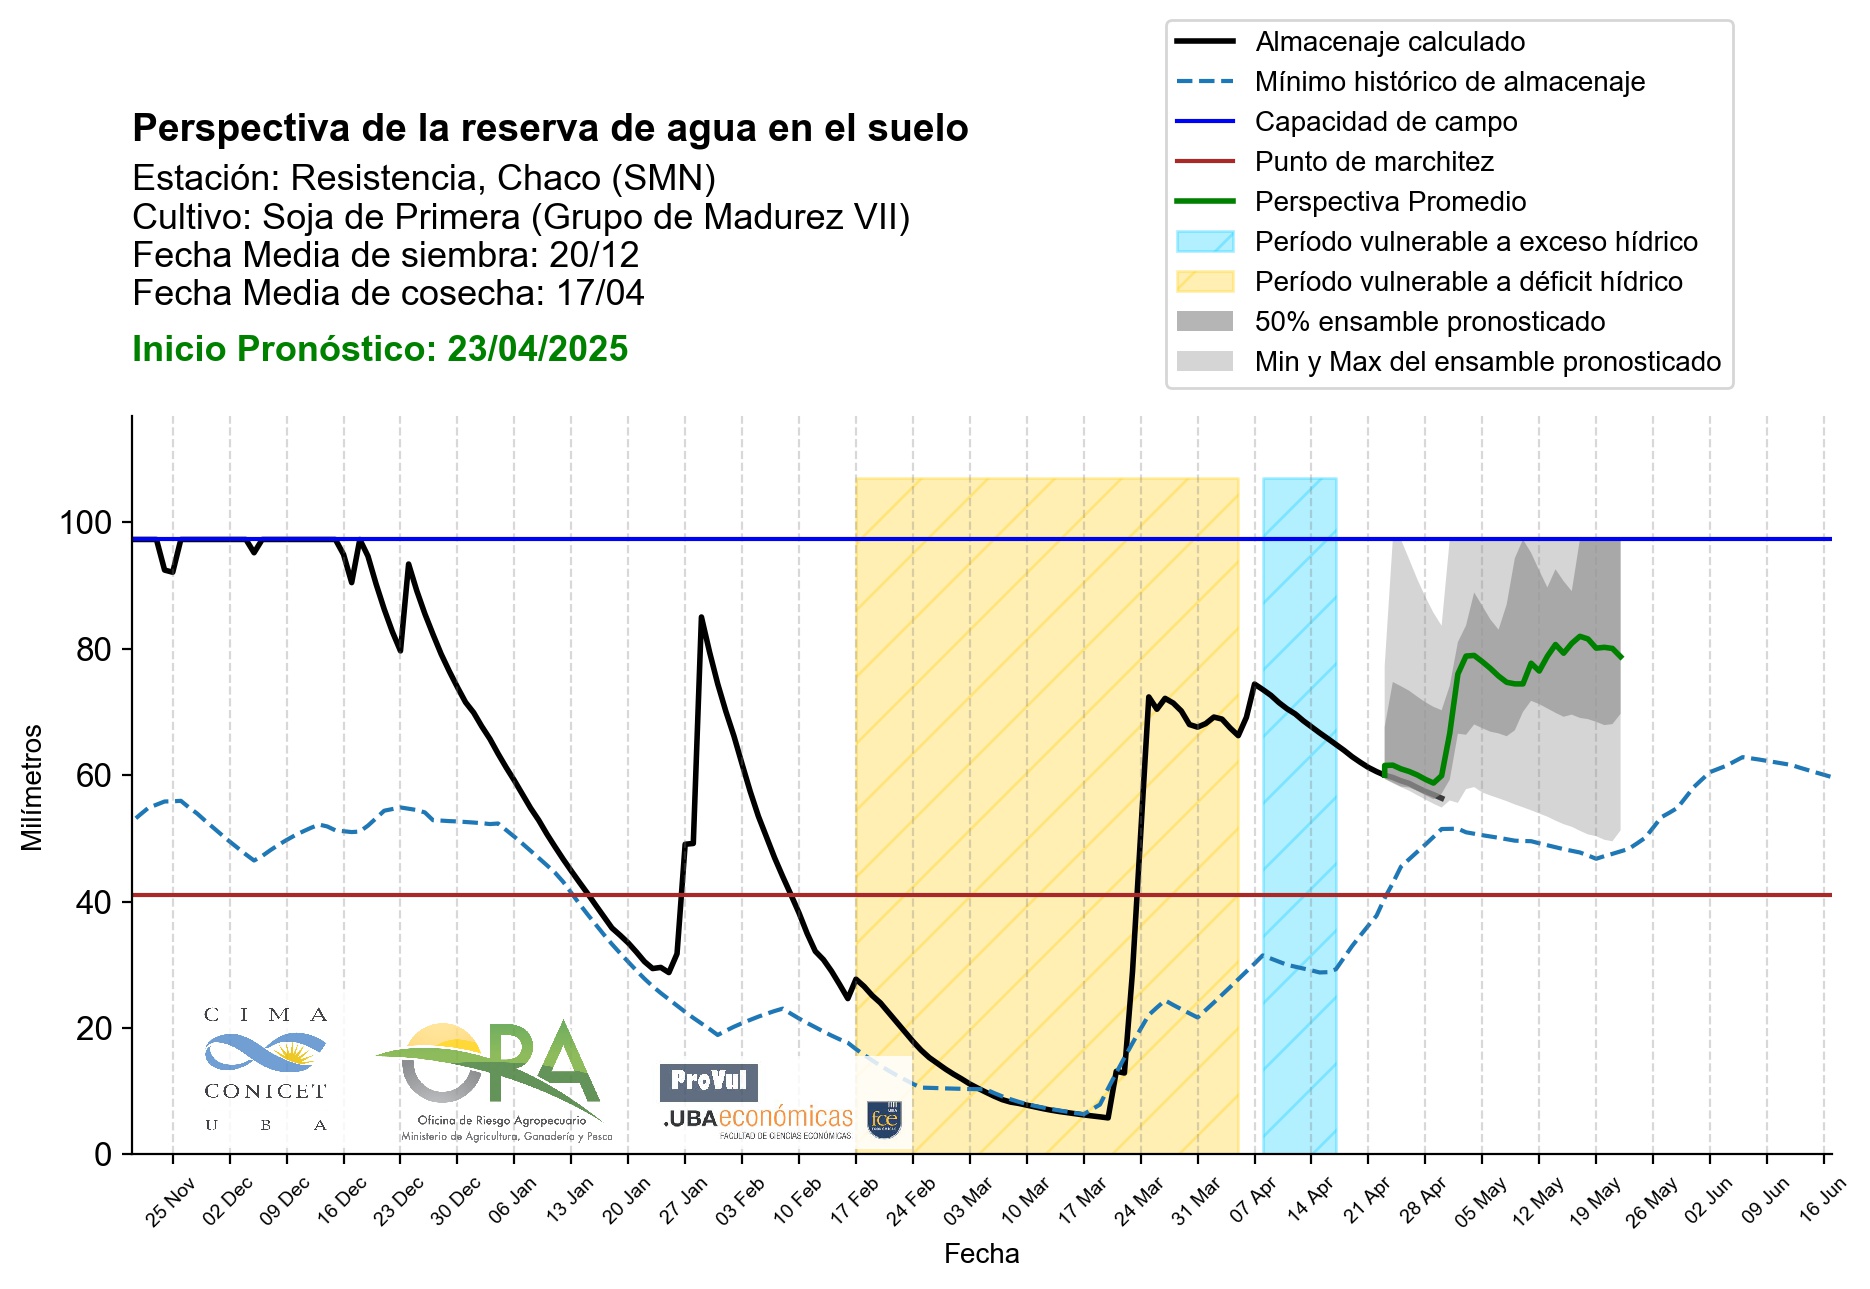 Almacenaje calculado
Mínimo histórico de almacenaje
Capacidad de campo
Punto de marchitez
Perspectiva Promedio
Período vulnerable a exceso hídrico
Período vulnerable a déficit hídrico
50% ensamble pronosticado
Min y Max del ensamble pronosticado
Perspectiva de la reserva de agua en el suelo
Estación: Resistencia, Chaco (SMN)
Cultivo: Soja de Primera (Grupo de Madurez VII)
Fecha Media de siembra: 20/12
Fecha Media de cosecha: 17/04
Inicio Pronóstico: 23/04/2025
Milímetros
100
80
60
40
20
0
CIMA
CONICET
UBA
ORA
Oficina de Riesgo Agropecuario
Ministerio de Agricultura, Ganadería y Pesca
ProVul
.UBAeconómicas
FACULTAD DE CIENCIAS ECONÓMICAS
UBA
fce
ECONÓMICAS
25 Nov
02 Dec
09 Dec
16 Dec
23 Dec
30 Dec
06 Jan
13 Jan
20 Jan
27 Jan
03 Feb
10 Feb
17 Feb
24 Feb
03 Mar
10 Mar
17 Mar
24 Mar
31 Mar
07 Apr
14 Apr
21 Apr
28 Apr
05 May
12 May
19 May
26 May
02 Jun
09 Jun
16 Jun
Fecha